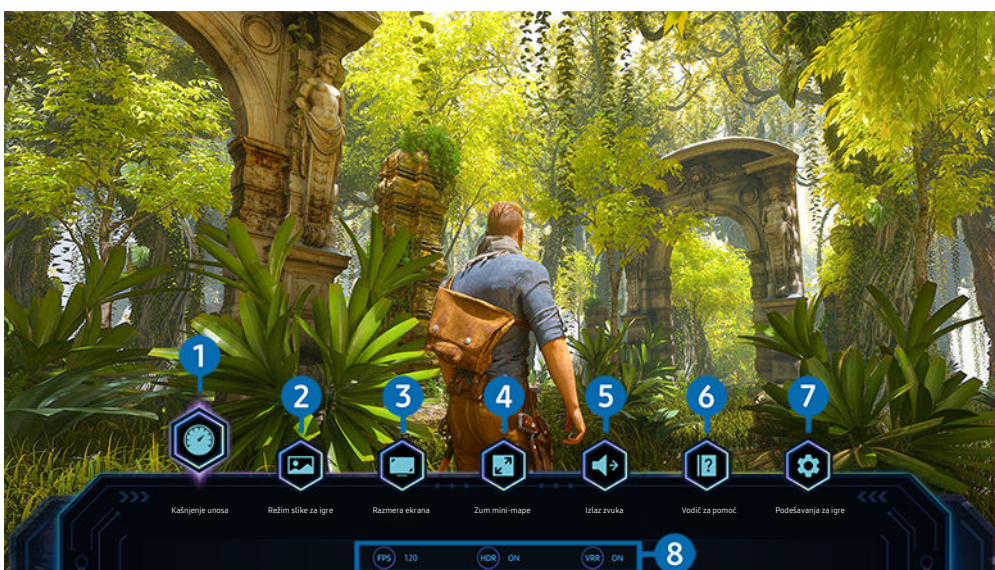 1
2
3
4
5
6
7
?
Kašnjenje unosa
Režim slike za igre
Razmera ekrana
Zum mini-mape
Izlaz zvuka
Vodič za pomoć
Podešavanja za igre
FPS 120 HDR ON VRR ON 8